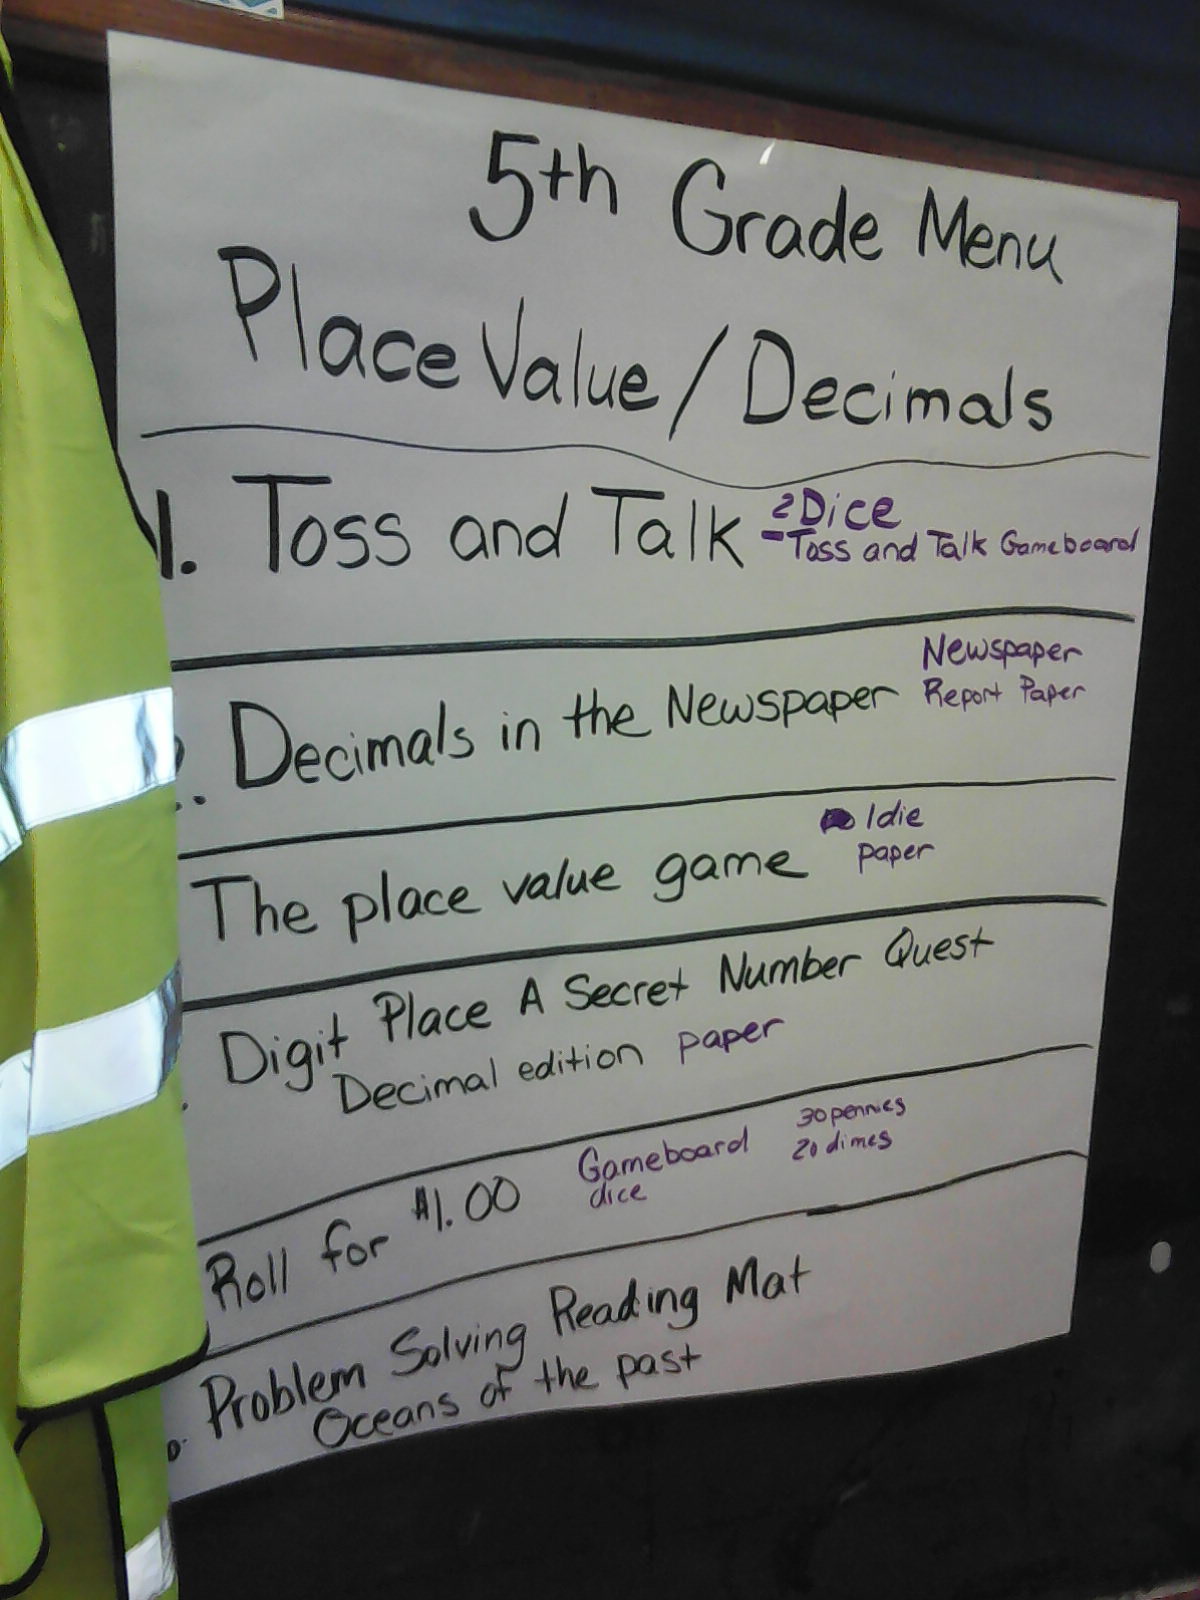 5th Grade Menu
Place Value / Decimals
1. Toss and Talk
2 Dice
- Toss and Talk Gameboard
Decimals in the Newspaper
Newspaper
Report Paper
The place value game
1die
paper
Digit Place A Secret Number Quest
Decimal edition paper
Roll for $1.00
Gameboard
dice
30 pennies
20 dimes
Problem Solving Reading Mat
Oceans of the past